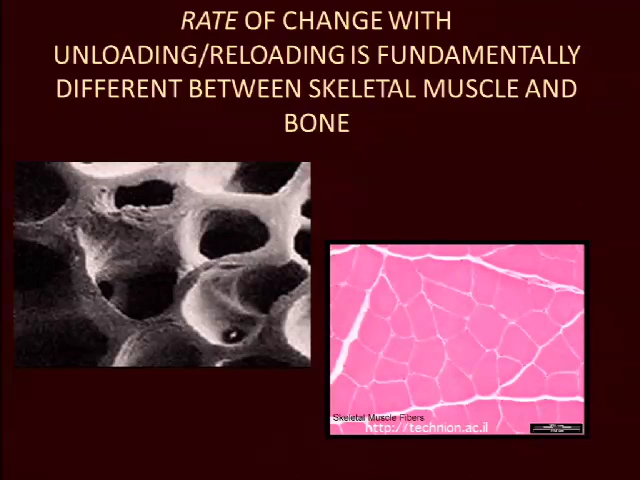 RATE OF CHANGE WITH
UNLOADING/RELOADING IS FUNDAMENTALLY
DIFFERENT BETWEEN SKELETAL MUSCLE AND
BONE
Skeletal Muscle Fibers
http://technion.ac.il